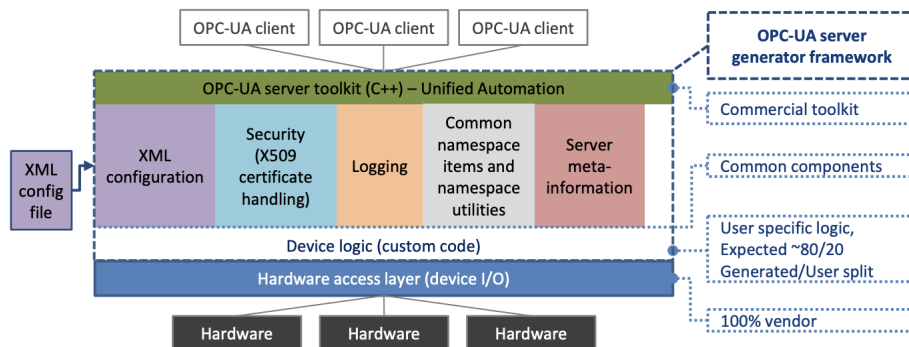 OPC-UA client
OPC-UA client
OPC-UA client
OPC-UA server
generator framework
OPC-UA server toolkit (C++) – Unified Automation
Commercial toolkit
XML
config
file
XML
configuration
Security
(X509
certificate
handling)
Logging
Common
namespace
items and
namespace
utilities
Server
meta-
information
Common components
Device logic (custom code)
User specific logic,
Expected ~80/20
Generated/User split
Hardware access layer (device I/O)
100% vendor
Hardware
Hardware
Hardware